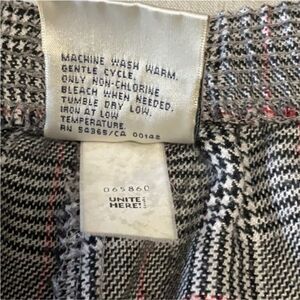 MACHINE WASH WARM,
GENTLE CYCLE.
ONLY NON-CHLORINE
BLEACH WHEN NEEDED.
TUMBLE DRY LOW.
IRON AT LOW
TEMPERATURE.
RN 54365/CA 00142
065860
UNITE
HERE!